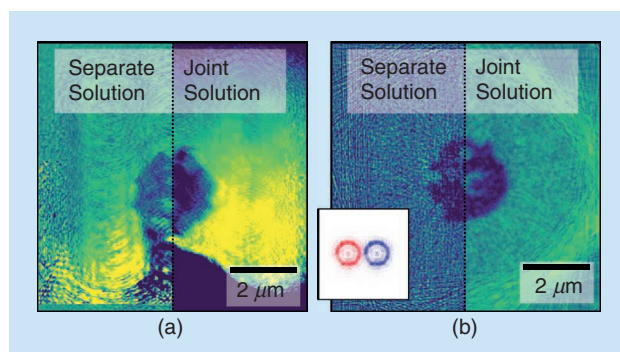 Separate
Solution
Joint
Solution
2 μm
(a)
Separate
Solution
Joint
Solution
2 μm
(b)